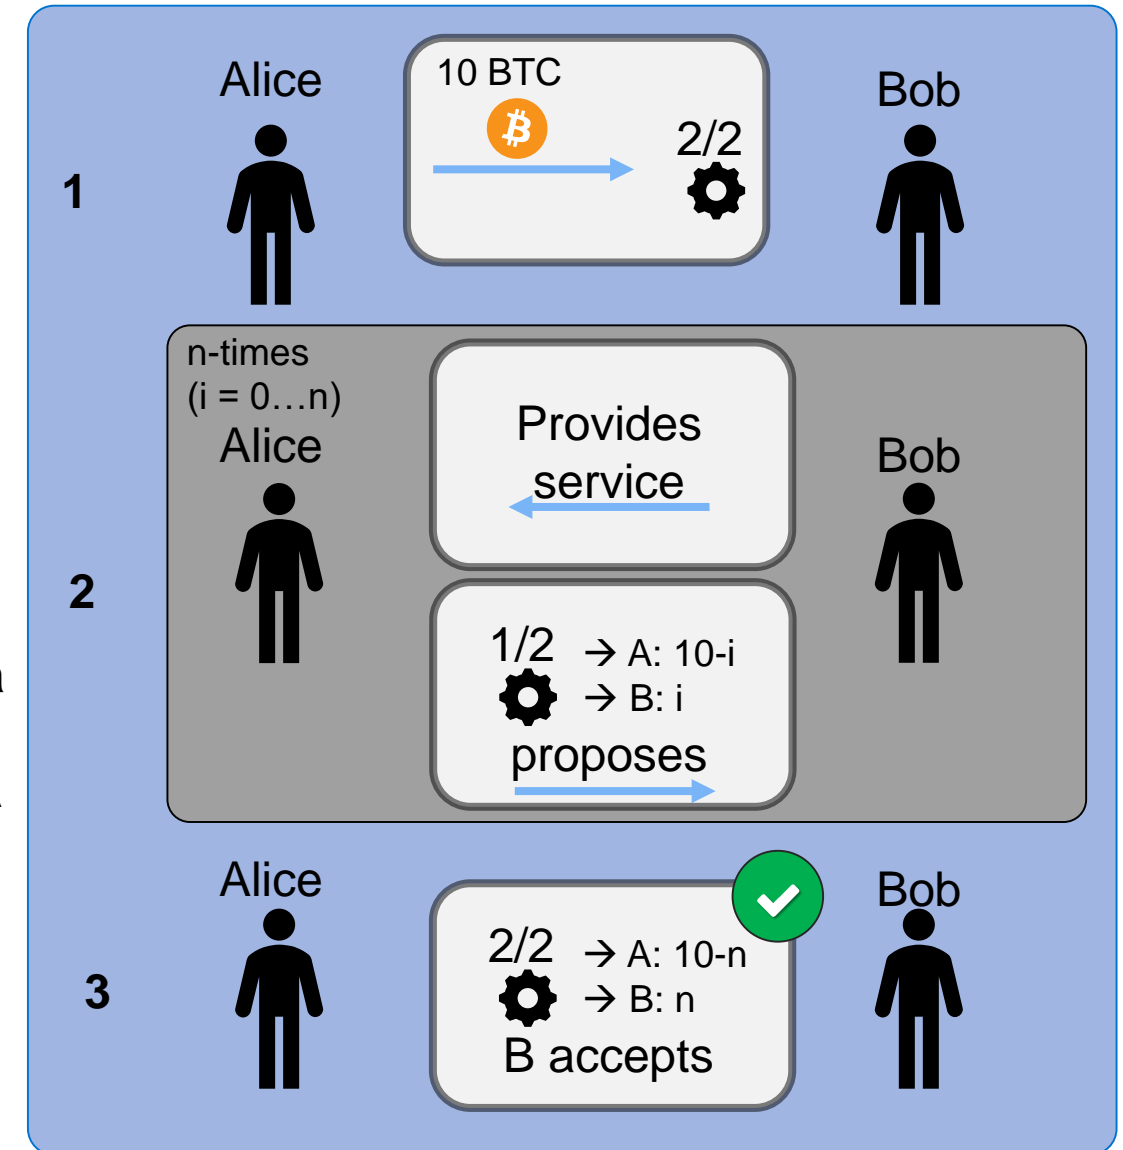 Alice
10 BTC
Bob
2/2
1
n-times
(i = 0…n)
Alice
Provides
service
Bob
2
1/2
→ A: 10-i
→ B: i
proposes
Alice
Bob
2/2
→ A: 10-n
→ B: n
3
B accepts